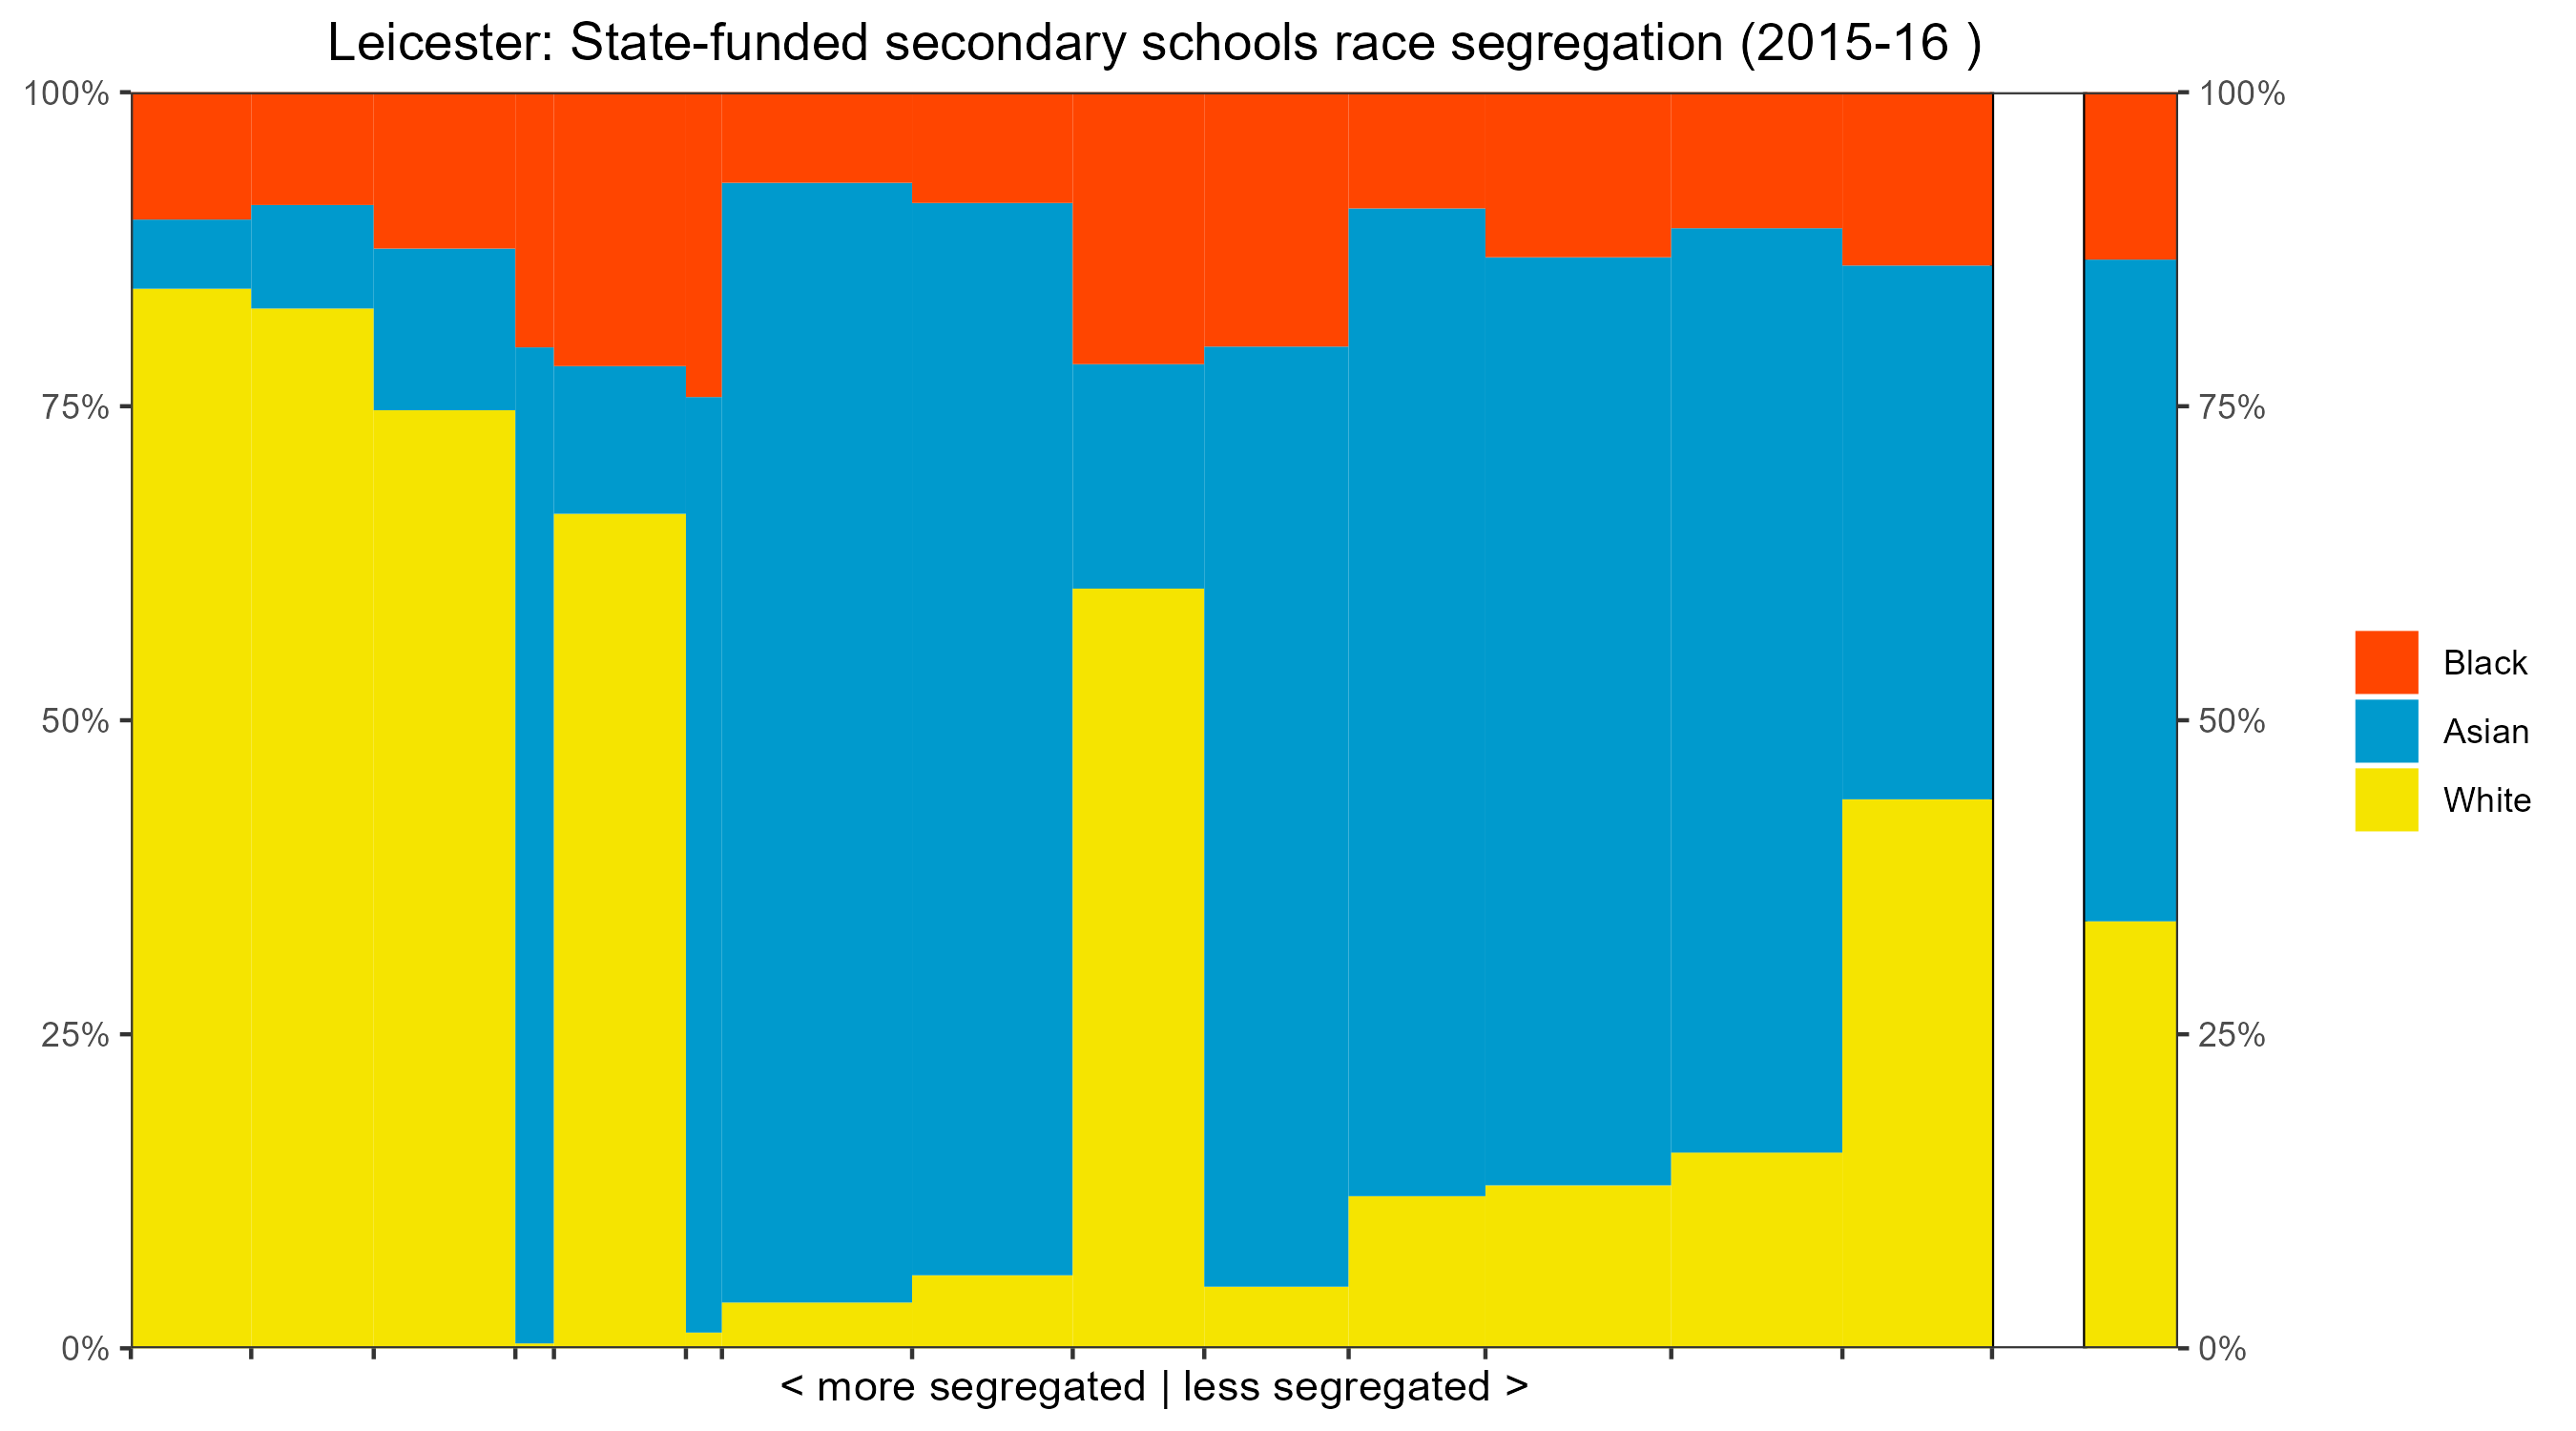 Leicester: State-funded secondary schools race segregation (2015-16 )
100%
75%
50%
25%
0%
100%
75%
50%
25%
0%
Black
Asian
White
< more segregated | less segregated >